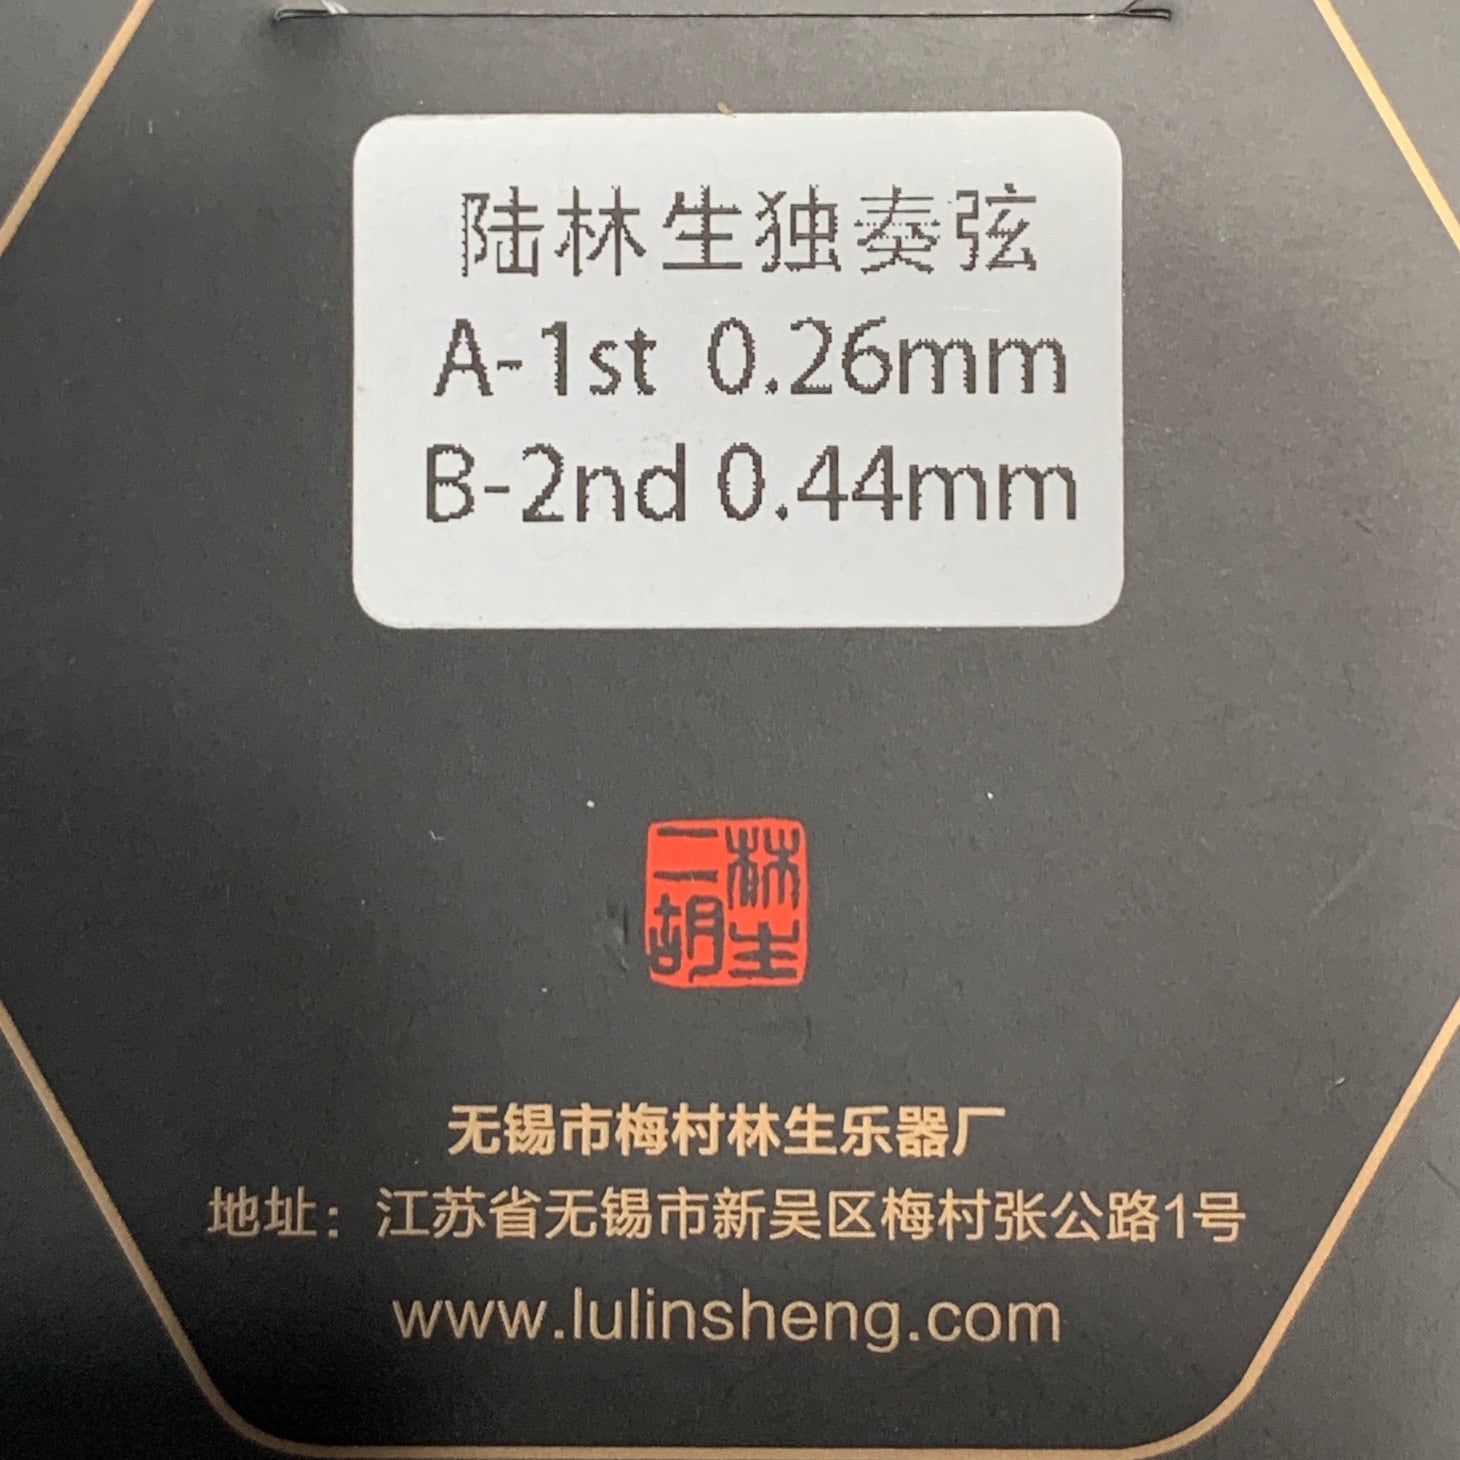 陆林生独奏弦
A-1st 0.26mm
B-2nd 0.44mm
林生
二胡
无锡市梅村林生乐器厂
地址：江苏省无锡市新吴区梅村张公路1号
www.lulinsheng.com